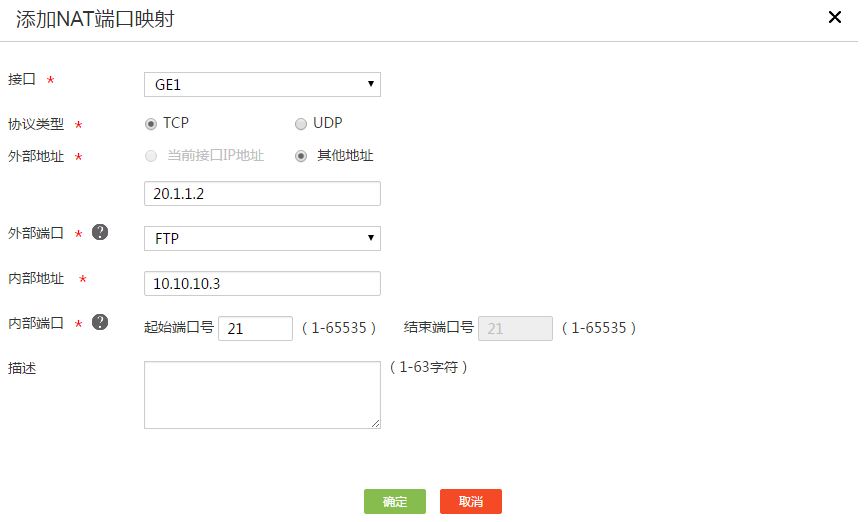 添加NAT端口映射 ×
接口 * GE1
协议类型 * TCP UDP
外部地址 * 当前接口IP地址 其他地址
20.1.1.2
外部端口 * ? FTP
内部地址 * 10.10.10.3
内部端口 * ? 起始端口号 21 （1-65535） 结束端口号 21 （1-65535）
描述 （1-63字符）
确定 取消